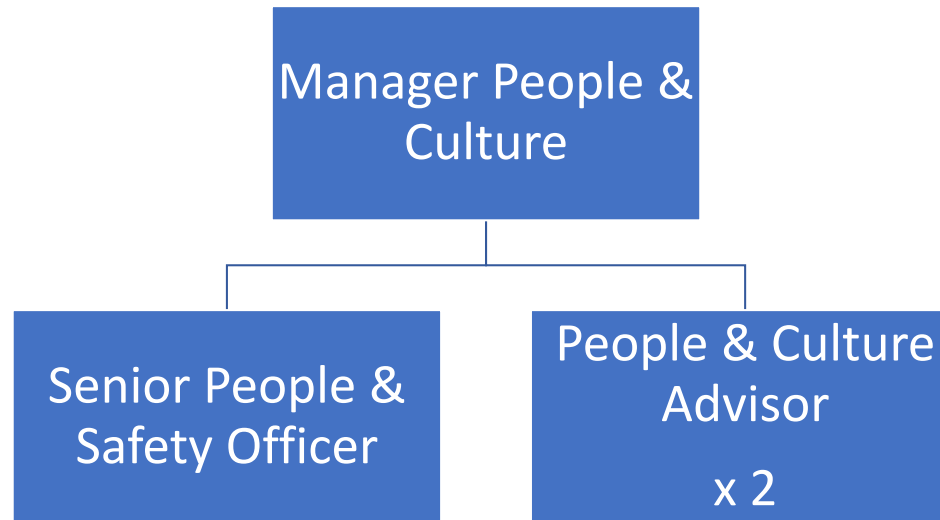 Manager People &
Culture
Senior People &
Safety Officer
People & Culture
Advisor
x 2